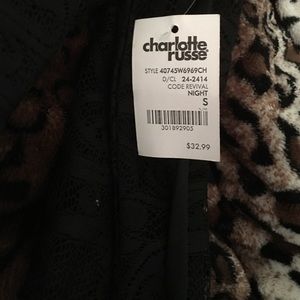 charlotte
russe
STYLE 40745W6969CH
D/CL 24-2414
CODE REVIVAL
NIGHT
S
301892905
$32.99